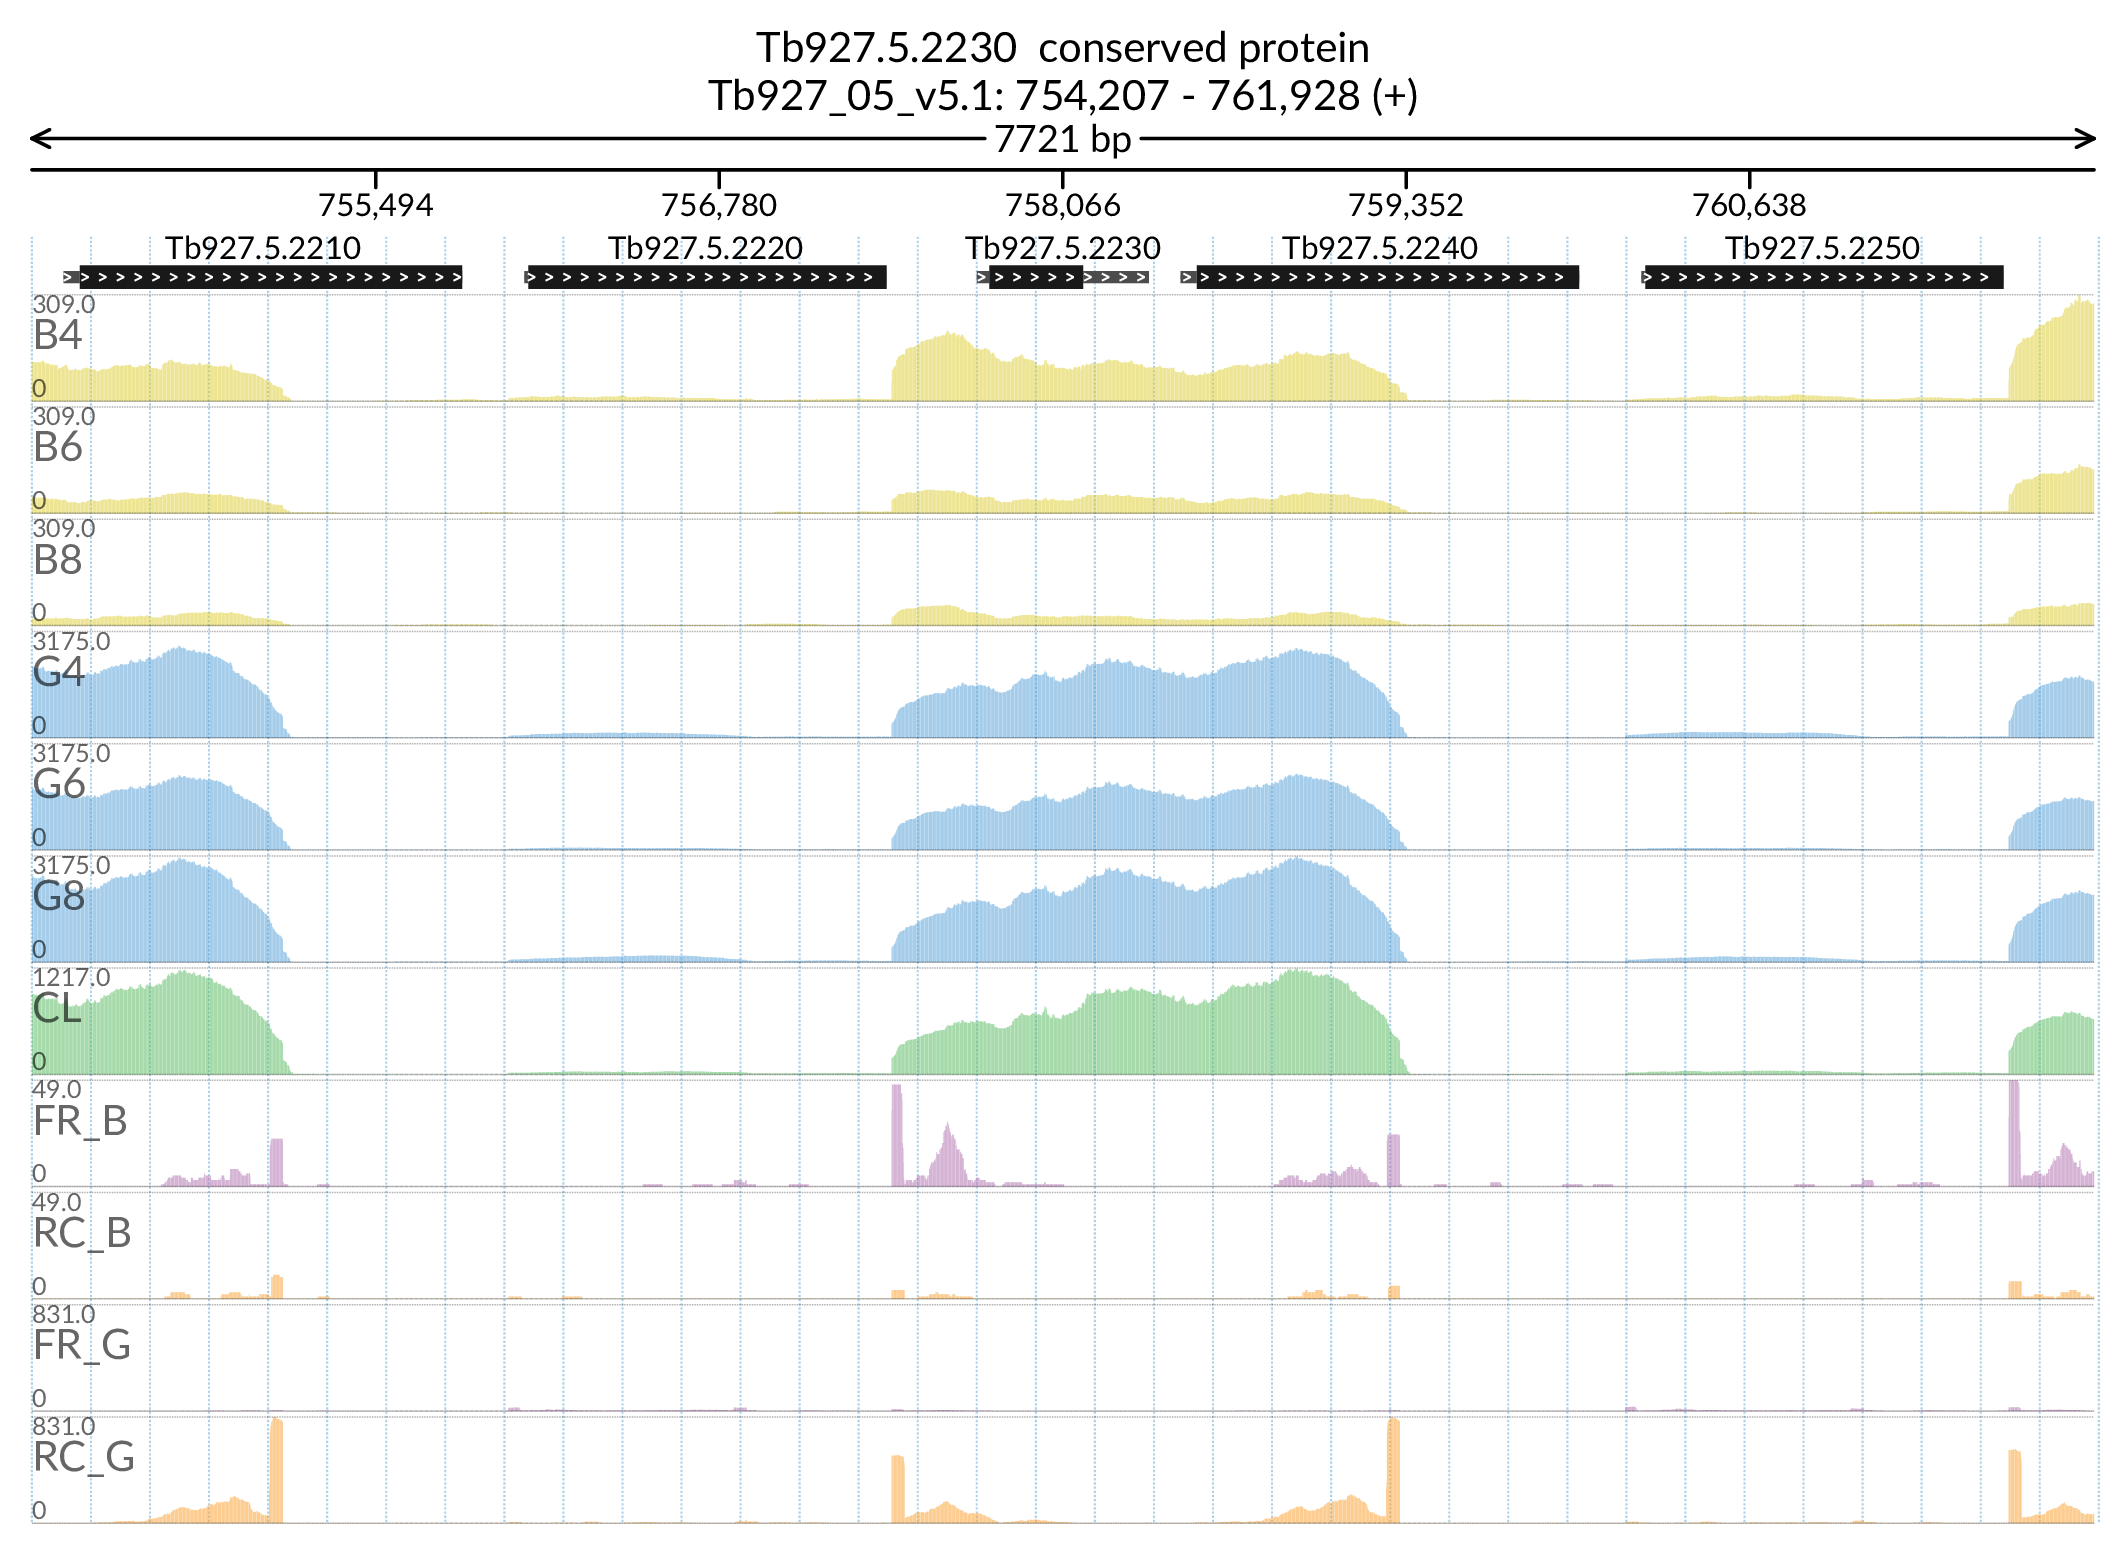 Tb927.5.2230 conserved protein
Tb927_05_v5.1: 754,207 - 761,928 (+)
7721 bp
755,494 756,780 758,066 759,352 760,638
Tb927.5.2210 Tb927.5.2220 Tb927.5.2230 Tb927.5.2240 Tb927.5.2250
309.0
B4
0
309.0
B6
0
309.0
B8
0
3175.0
G4
0
3175.0
G6
0
3175.0
G8
0
1217.0
CL
0
49.0
FR_B
0
49.0
RC_B
0
831.0
FR_G
0
831.0
RC_G
0